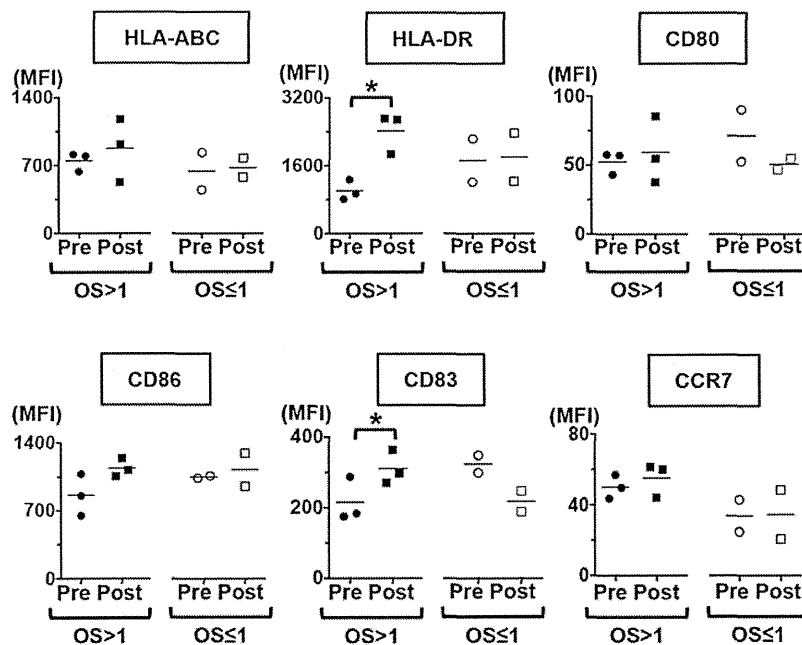 HLA-ABC HLA-DR CD80
(MFI) (MFI) (MFI)
1400 3200 100
*
700 1600 50
0 0 0
Pre Post Pre Post Pre Post Pre Post Pre Post Pre Post
OS>1 OS≤1 OS>1 OS≤1 OS>1 OS≤1
CD86 CD83 CCR7
(MFI) (MFI) (MFI)
1400 400 60
*
700 200 40
20
0 0 0
Pre Post Pre Post Pre Post Pre Post Pre Post Pre Post
OS>1 OS≤1 OS>1 OS≤1 OS>1 OS≤1